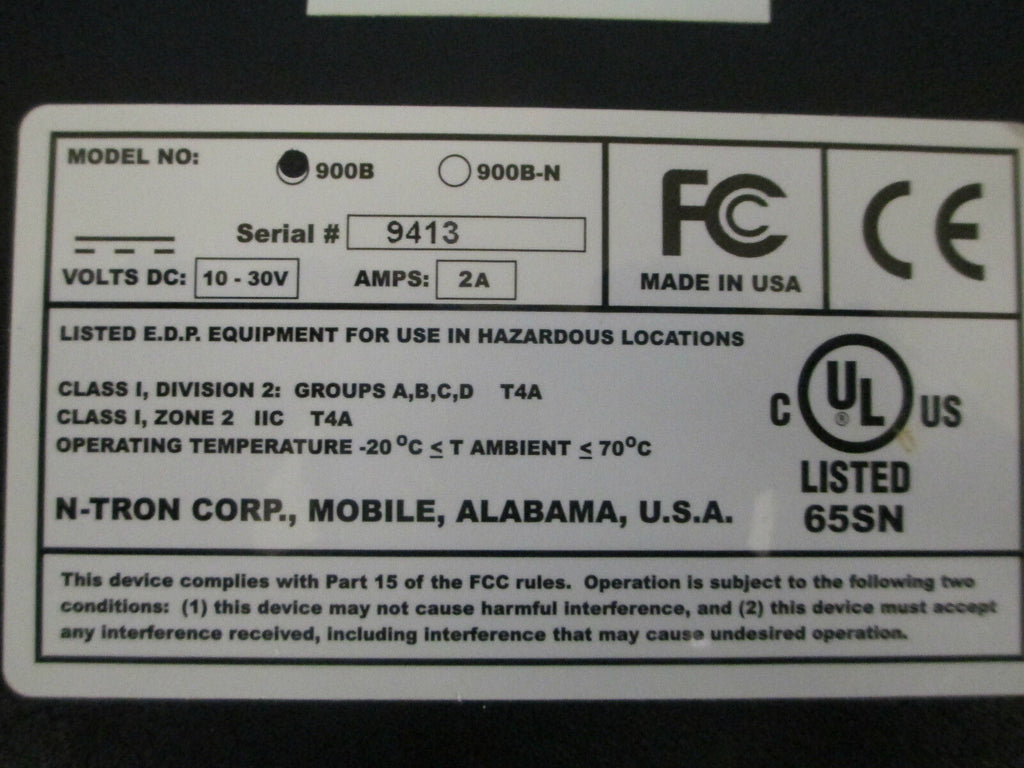 MODEL NO: 900B 900B-N
Serial # 9413
VOLTS DC: 10 - 30V AMPS: 2A
FCC
MADE IN USA
CE
LISTED E.D.P. EQUIPMENT FOR USE IN HAZARDOUS LOCATIONS
CLASS I, DIVISION 2: GROUPS A,B,C,D T4A
CLASS I, ZONE 2 IIC T4A
OPERATING TEMPERATURE -20 °C ≤ T AMBIENT ≤ 70°C
C UL ® US
LISTED
65SN
N-TRON CORP., MOBILE, ALABAMA, U.S.A.
This device complies with Part 15 of the FCC rules. Operation is subject to the following two
conditions: (1) this device may not cause harmful interference, and (2) this device must accept
any interference received, including interference that may cause undesired operation.